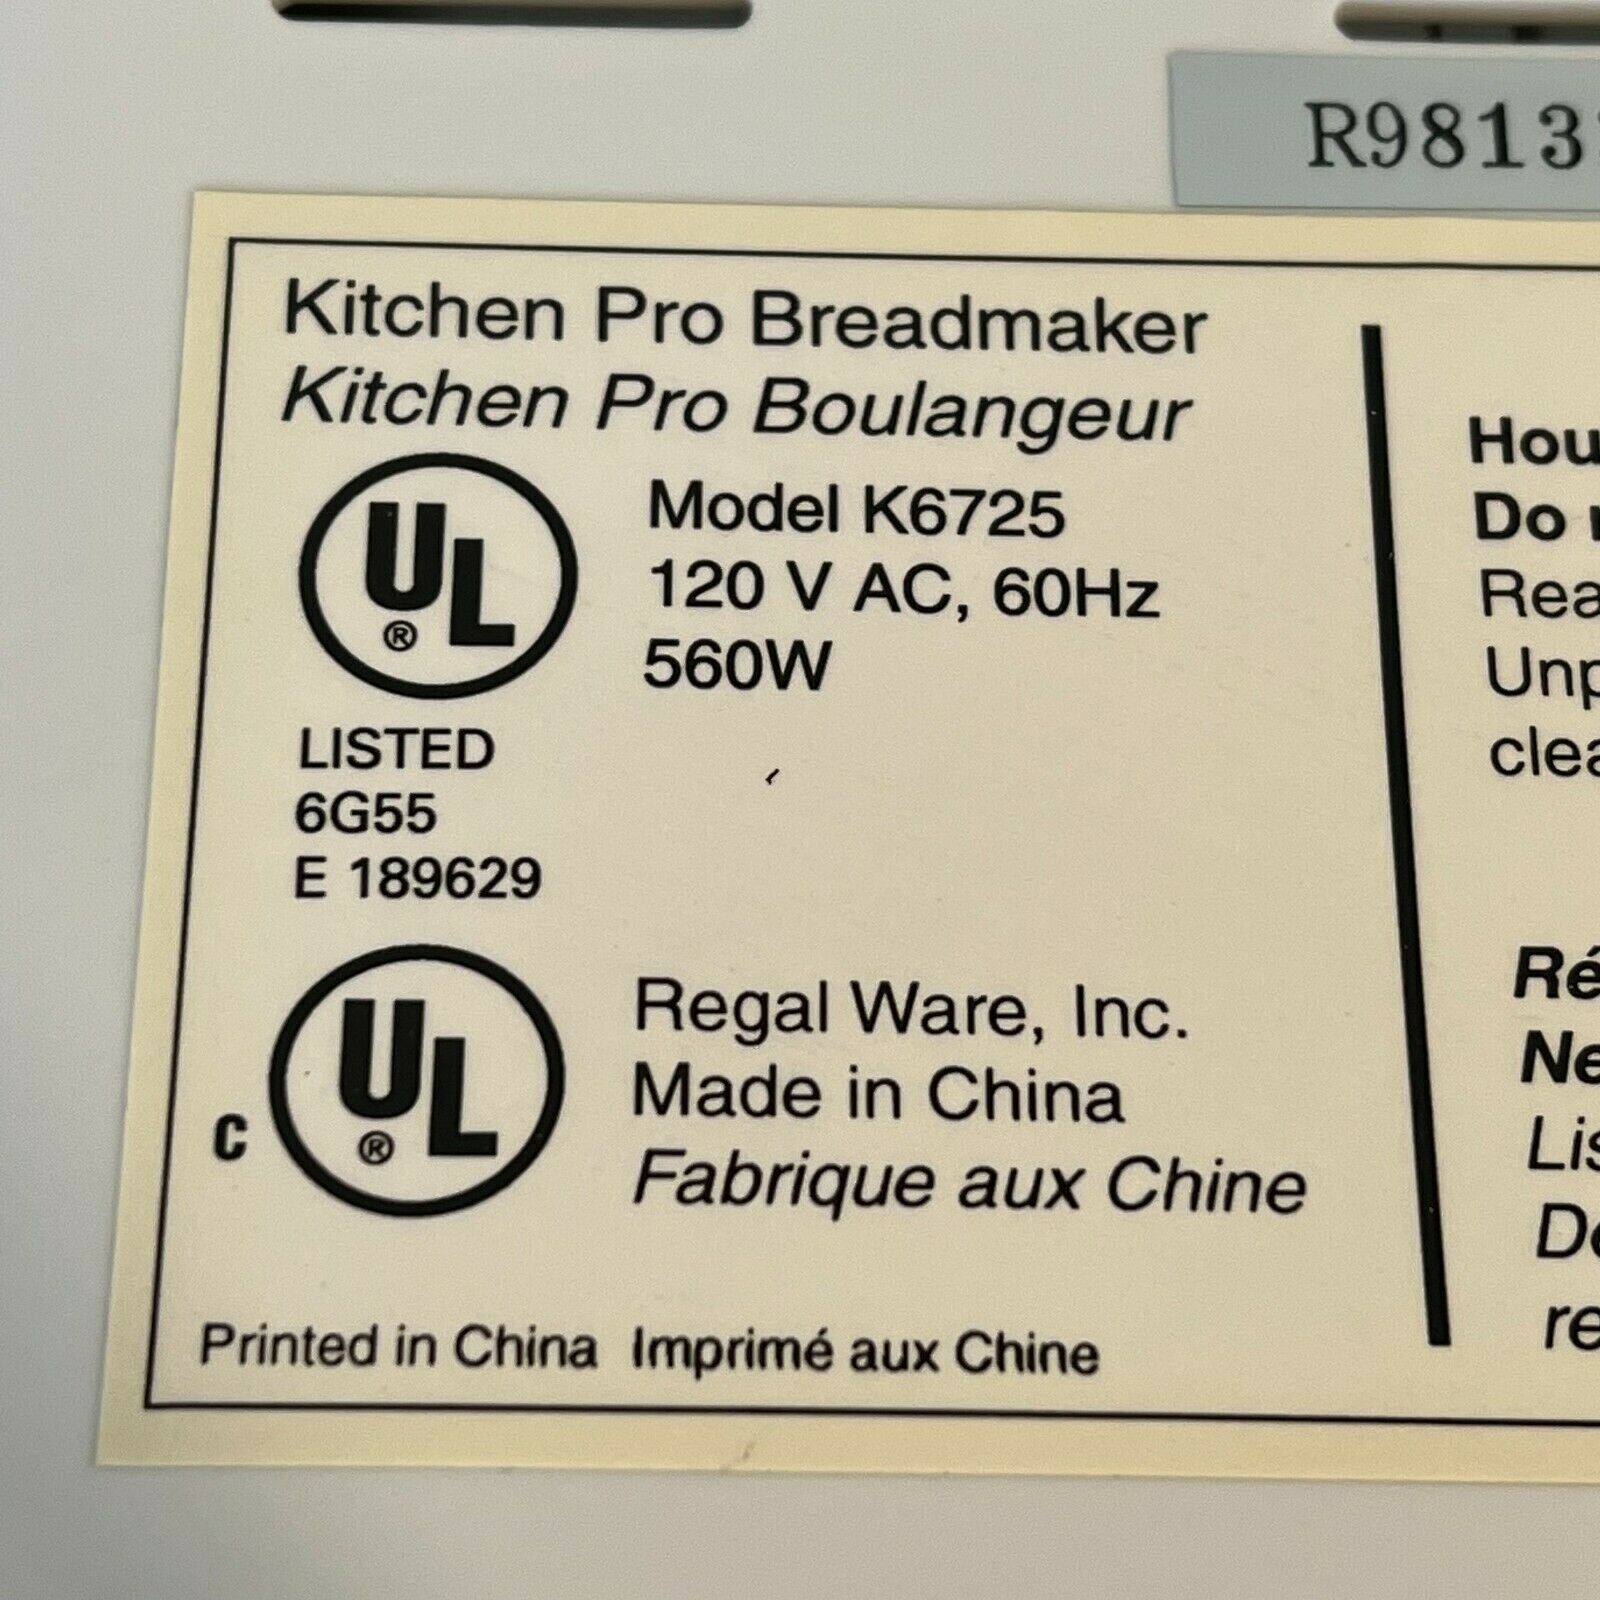 R9813
Kitchen Pro Breadmaker
Kitchen Pro Boulangeur
UL
®
Model K6725
120 V AC, 60Hz
560W
LISTED
6G55
E 189629
C UL
®
Regal Ware, Inc.
Made in China
Fabrique aux Chine
Printed in China Imprimé aux Chine
Do